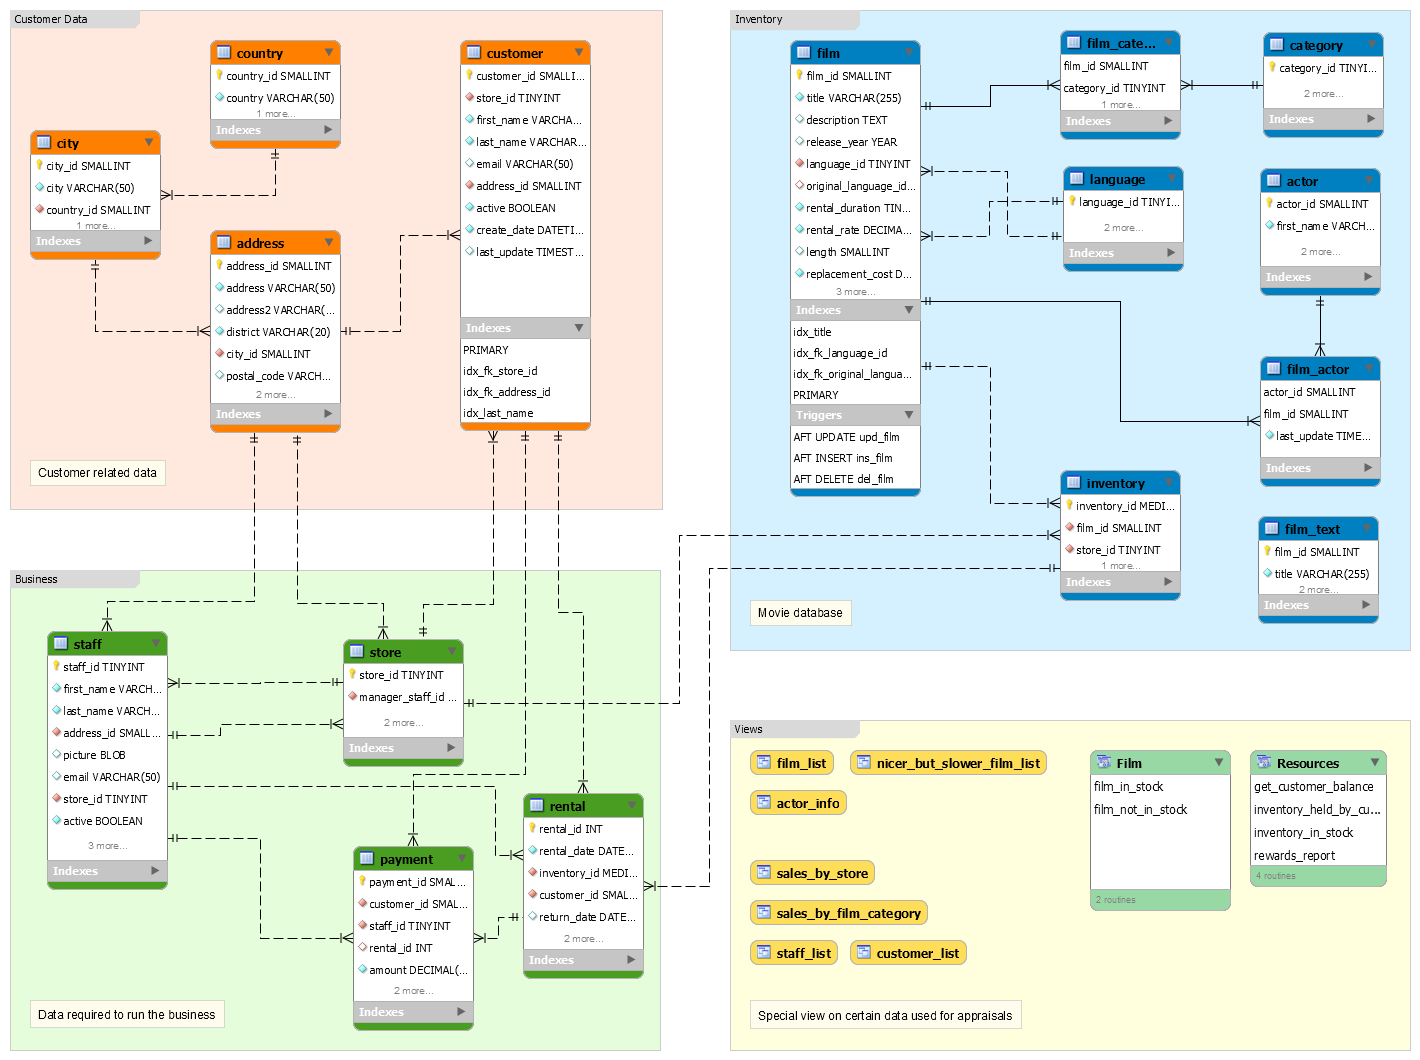 Customer Data
country
country_id SMALLINT
country VARCHAR(50)
1 more...
Indexes
customer
customer_id SMALLI...
store_id TINYINT
first_name VARCHA...
last_name VARCHAR...
email VARCHAR(50)
address_id SMALLINT
active BOOLEAN
create_date DATETI...
last_update TIMEST...
Indexes
PRIMARY
idx_fk_store_id
idx_fk_address_id
idx_last_name
city
city_id SMALLINT
city VARCHAR(50)
country_id SMALLINT
1 more...
Indexes
address
address_id SMALLINT
address VARCHAR(50)
address2 VARCHAR(...
district VARCHAR(20)
city_id SMALLINT
postal_code VARCH...
2 more...
Indexes
Customer related data
Inventory
film
film_id SMALLINT
title VARCHAR(255)
description TEXT
release_year YEAR
language_id TINYINT
original_language_id...
rental_duration TIN...
rental_rate DECIMA...
length SMALLINT
replacement_cost D...
3 more...
Indexes
idx_title
idx_fk_language_id
idx_fk_original_langua...
PRIMARY
Triggers
AFT UPDATE upd_film
AFT INSERT ins_film
AFT DELETE del_film
film_cate...
film_id SMALLINT
category_id TINYINT
1 more...
Indexes
category
category_id TINYI...
2 more...
Indexes
language
language_id TINYI...
2 more...
Indexes
actor
actor_id SMALLINT
first_name VARCH...
2 more...
Indexes
film_actor
actor_id SMALLINT
film_id SMALLINT
last_update TIME...
Indexes
inventory
inventory_id MEDI...
film_id SMALLINT
store_id TINYINT
1 more...
Indexes
film_text
film_id SMALLINT
title VARCHAR(255)
2 more...
Indexes
Movie database
Business
staff
staff_id TINYINT
first_name VARCH...
last_name VARCH...
address_id SMALL...
picture BLOB
email VARCHAR(50)
store_id TINYINT
active BOOLEAN
3 more...
Indexes
store
store_id TINYINT
manager_staff_id ...
2 more...
Indexes
rental
rental_id INT
rental_date DATE...
inventory_id MEDI...
customer_id SMAL...
return_date DATE...
2 more...
Indexes
payment
payment_id SMAL...
customer_id SMAL...
staff_id TINYINT
rental_id INT
amount DECIMAL(...
2 more...
Indexes
Data required to run the business
Views
film_list
nicer_but_slower_film_list
actor_info
sales_by_store
sales_by_film_category
staff_list
customer_list
Film
film_in_stock
film_not_in_stock
2 routines
Resources
get_customer_balance
inventory_held_by_cu...
inventory_in_stock
rewards_report
4 routines
Special view on certain data used for appraisals